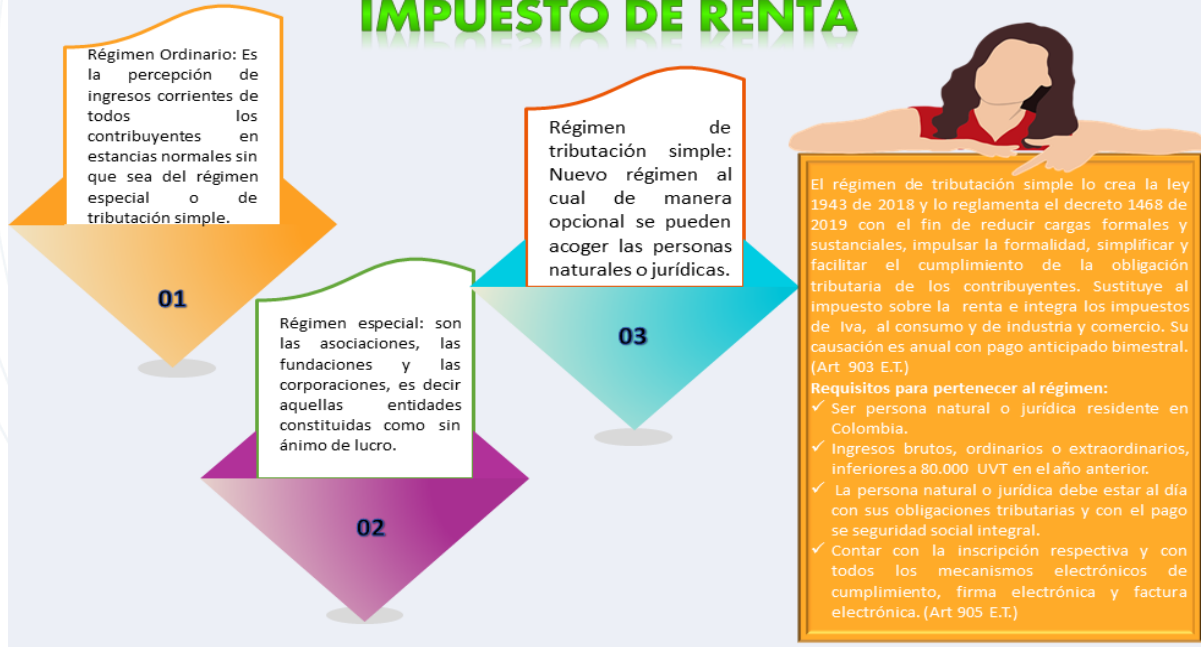 IMPUESTO DE RENTA
Régimen Ordinario: Es
la percepción de
ingresos corrientes de
todos los
contribuyentes en
estancias normales sin
que sea del régimen
especial o de
tributación simple.
01
Régimen especial: son
las asociaciones, las
fundaciones y las
corporaciones, es decir
aquellas entidades
constituidas como sin
ánimo de lucro.
02
Régimen de
tributación simple:
Nuevo régimen al
cual de manera
opcional se pueden
acoger las personas
naturales o jurídicas.
03
El régimen de tributación simple lo crea la ley
1943 de 2018 y lo reglamenta el decreto 1468 de
2019 con el fin de reducir cargas formales y
sustanciales, impulsar la formalidad, simplificar y
facilitar el cumplimiento de la obligación
tributaria de los contribuyentes. Sustituye al
impuesto sobre la renta e integra los impuestos
de Iva, al consumo y de industria y comercio. Su
causación es anual con pago anticipado bimestral.
(Art 903 E.T.)
Requisitos para pertenecer al régimen:
✓ Ser persona natural o jurídica residente en
Colombia.
✓ Ingresos brutos, ordinarios o extraordinarios,
inferiores a 80.000 UVT en el año anterior.
✓ La persona natural o jurídica debe estar al día
con sus obligaciones tributarias y con el pago
se seguridad social integral.
✓ Contar con la inscripción respectiva y con
todos los mecanismos electrónicos de
cumplimiento, firma electrónica y factura
electrónica. (Art 905 E.T.)